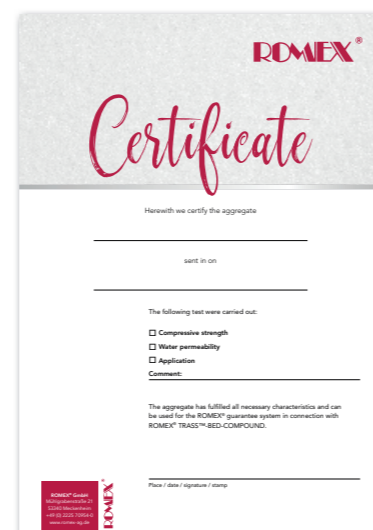 ROMEX®
Certificate
Herewith we certify the aggregate
sent in on
The following test were carried out:
Compressive strength
Water permeability
Application
Comment:
The aggregate has fulfilled all necessary characteristics and can
be used for the ROMEX® guarantee system in connection with
ROMEX® TRASS™-BED-COMPOUND.
Place / date / signature / stamp
ROMEX® GmbH
Mühlgrabenstraße 21
53340 Meckenheim
+49 (0) 2225 70954-0
www.romex-ag.de
ROMEX®